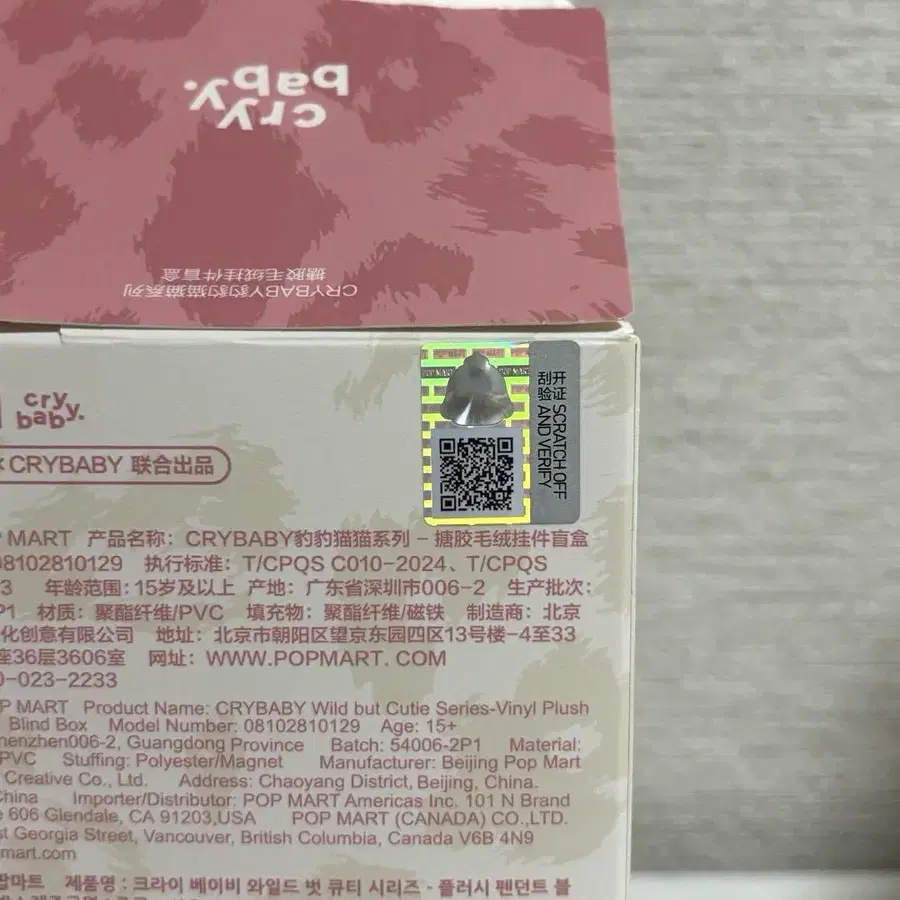 cry
baby.
CRYBABY豹豹猫猫系列
搪胶毛绒挂件盲盒
cry
baby.
CRYBABY 联合出品
POP MART
开证 SCRATCH OFF
刮验 AND VERIFY
MART 产品名称：CRYBABY豹豹猫猫系列 - 搪胶毛绒挂件盲盒
08102810129 执行标准：T/CPQS C010-2024、T/CPQS
3 年龄范围：15岁及以上 产地：广东省深圳市006-2 生产批次：
P1 材质：聚酯纤维/PVC 填充物：聚酯纤维/磁铁 制造商：北京
化创意有限公司 地址：北京市朝阳区望京东园四区13号楼-4至33
座36层3606室 网址：WWW.POPMART. COM
0-023-2233
P MART Product Name: CRYBABY Wild but Cutie Series-Vinyl Plush
Blind Box Model Number: 08102810129 Age: 15+
henzhen006-2, Guangdong Province Batch: 54006-2P1 Material:
PVC Stuffing: Polyester/Magnet Manufacturer: Beijing Pop Mart
Creative Co., Ltd. Address: Chaoyang District, Beijing, China.
China Importer/Distributor: POP MART Americas Inc. 101 N Brand
606 Glendale, CA 91203,USA POP MART (CANADA) CO.,LTD.
st Georgia Street, Vancouver, British Columbia, Canada V6B 4N9
mart.com
팝마트 제품명 : 크라이 베이비 와일드 벗 큐티 시리즈 - 플러시 펜던트 블